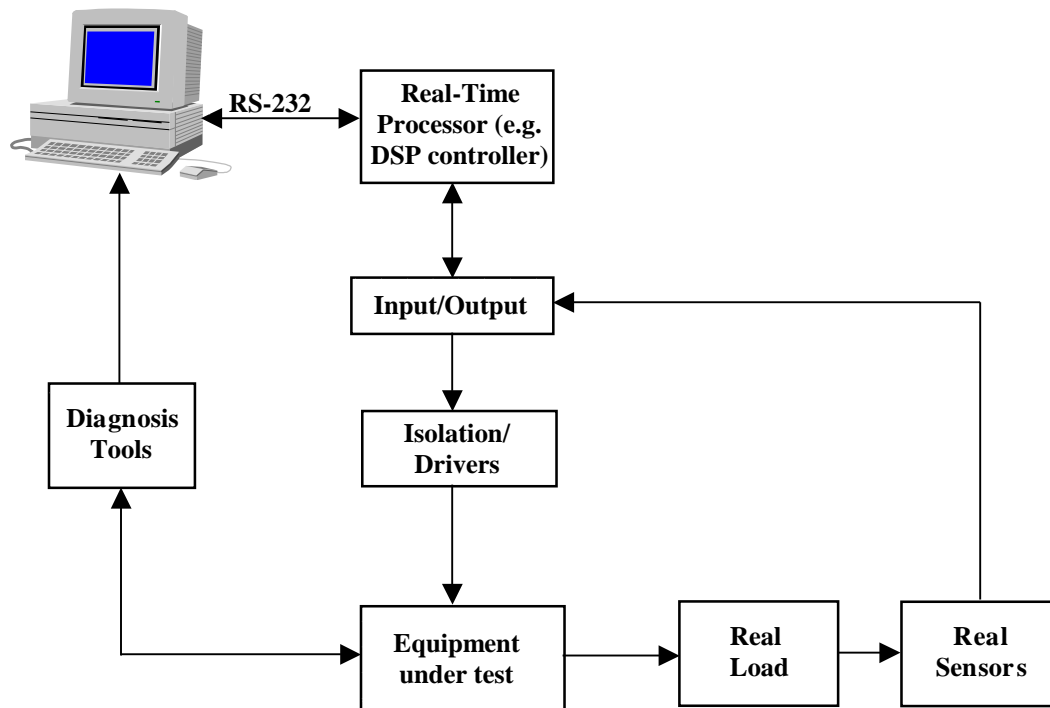 RS-232
Real-Time
Processor (e.g.
DSP controller)
Input/Output
Diagnosis
Tools
Isolation/
Drivers
Equipment
under test
Real
Load
Real
Sensors